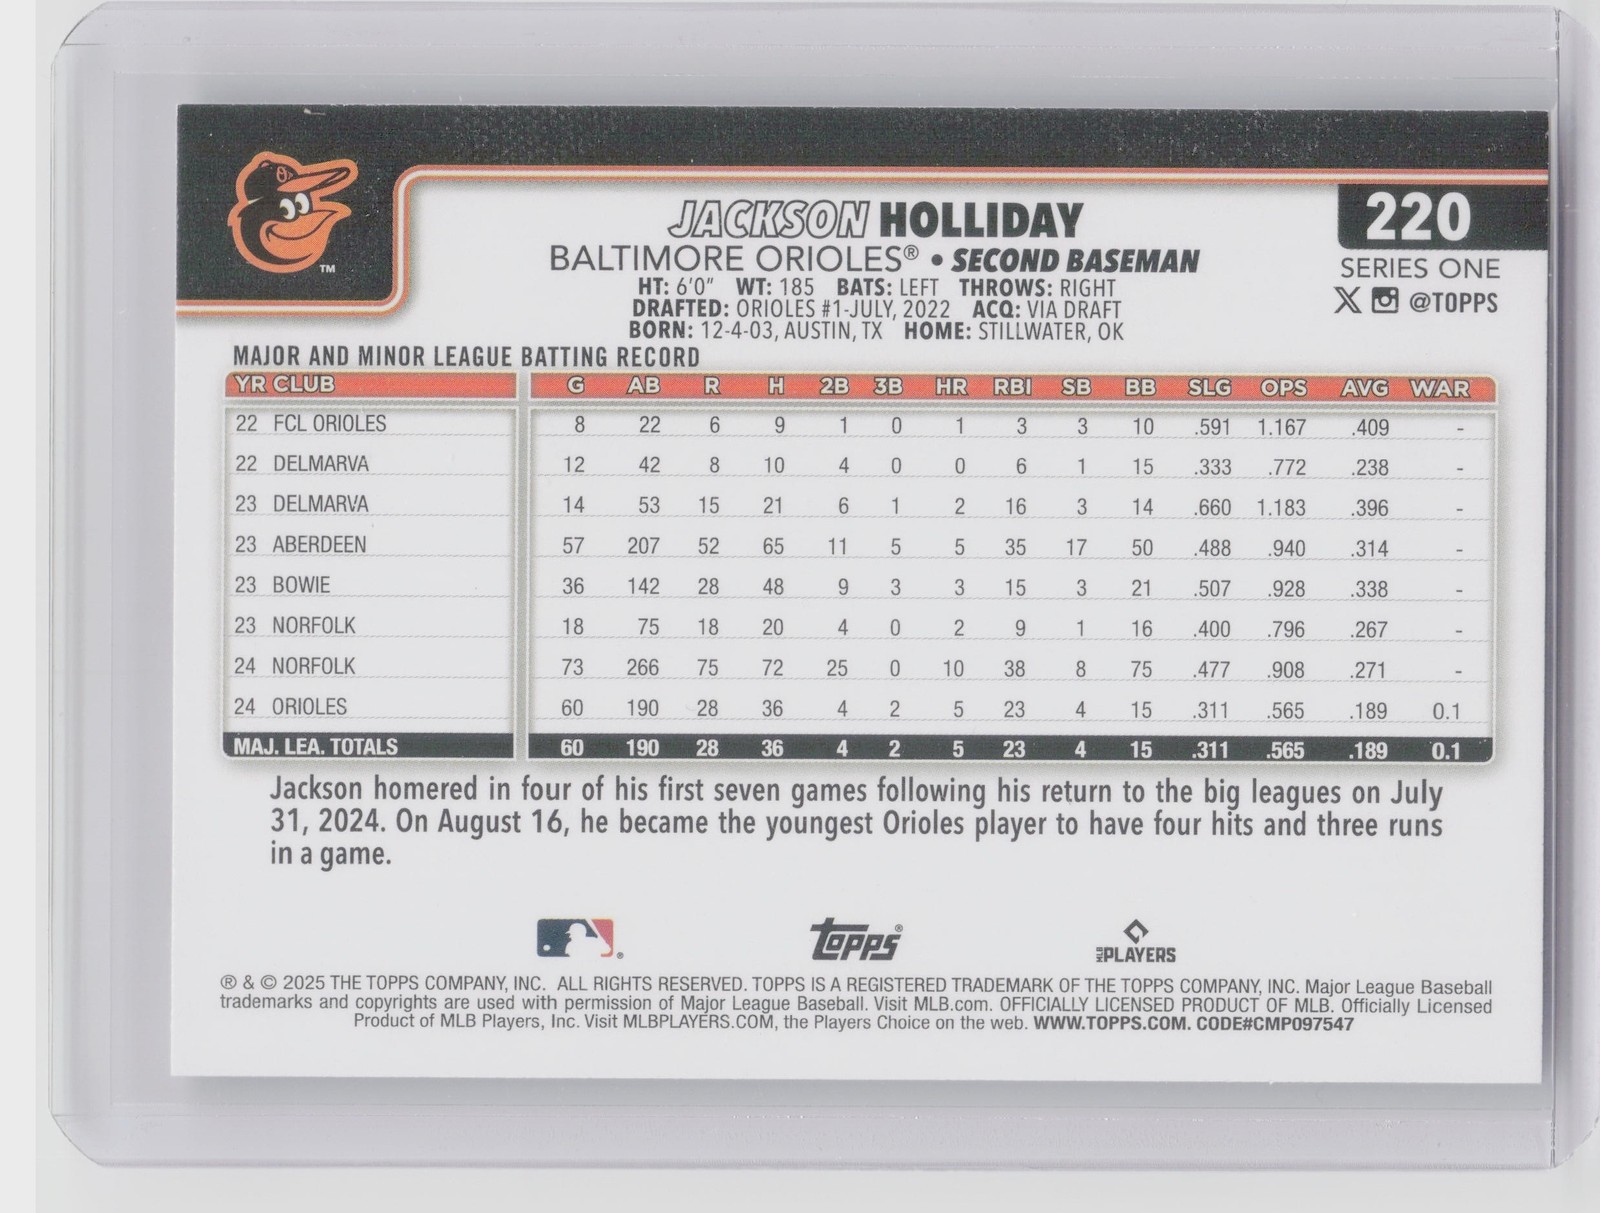 TM
JACKSON HOLLIDAY
220
BALTIMORE ORIOLES® • SECOND BASEMAN
SERIES ONE
HT: 6'0" WT: 185 BATS: LEFT THROWS: RIGHT
X @TOPPS
DRAFTED: ORIOLES #1-JULY, 2022 ACQ: VIA DRAFT
BORN: 12-4-03, AUSTIN, TX HOME: STILLWATER, OK
MAJOR AND MINOR LEAGUE BATTING RECORD
YR CLUB G AB R H 2B 3B HR RBI SB BB SLG OPS AVG WAR
22 FCL ORIOLES 8 22 6 9 1 0 1 3 3 10 .591 1.167 .409 -
22 DELMARVA 12 42 8 10 4 0 0 6 1 15 .333 .772 .238 -
23 DELMARVA 14 53 15 21 6 1 2 16 3 14 .660 1.183 .396 -
23 ABERDEEN 57 207 52 65 11 5 5 35 17 50 .488 .940 .314 -
23 BOWIE 36 142 28 48 9 3 3 15 3 21 .507 .928 .338 -
23 NORFOLK 18 75 18 20 4 0 2 9 1 16 .400 .796 .267 -
24 NORFOLK 73 266 75 72 25 0 10 38 8 75 .477 .908 .271 -
24 ORIOLES 60 190 28 36 4 2 5 23 4 15 .311 .565 .189 0.1
MAJ. LEA. TOTALS 60 190 28 36 4 2 5 23 4 15 .311 .565 .189 0.1
Jackson homered in four of his first seven games following his return to the big leagues on July
31, 2024. On August 16, he became the youngest Orioles player to have four hits and three runs
in a game.
® Topps® MLB PLAYERS
® & © 2025 THE TOPPS COMPANY, INC. ALL RIGHTS RESERVED. TOPPS IS A REGISTERED TRADEMARK OF THE TOPPS COMPANY, INC. Major League Baseball
trademarks and copyrights are used with permission of Major League Baseball. Visit MLB.com. OFFICIALLY LICENSED PRODUCT OF MLB. Officially Licensed
Product of MLB Players, Inc. Visit MLBPLAYERS.COM, the Players Choice on the web. WWW.TOPPS.COM. CODE#CMP097547